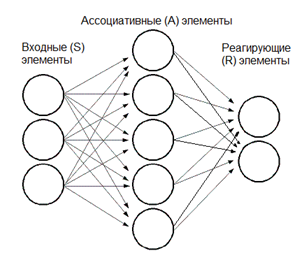 Ассоциативные (A) элементы
Входные (S)
элементы
Реагирующие
(R) элементы